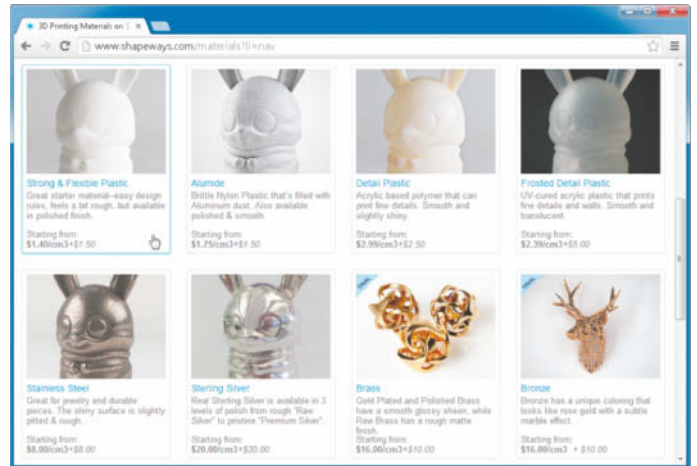 3D Printing Materials on
www.shapeways.com/materials?li=nav
Strong & Flexible Plastic
Great starter material–easy design
rules, feels a bit rough, but available
in polished finish.
Starting from:
$1.40/cm3+$1.50
Alumide
Brittle Nylon Plastic that's filled with
Aluminum dust. Also available
polished & smooth.
Starting from:
$1.75/cm3+$1.50
Detail Plastic
Acrylic based polymer that can
print fine details. Smooth and
slightly shiny.
Starting from:
$2.99/cm3+$2.50
Frosted Detail Plastic
UV-cured acrylic plastic that prints
fine details and walls. Smooth and
translucent.
Starting from:
$2.39/cm3+$5.00
Stainless Steel
Great for jewelry and durable
pieces. The shiny surface is slightly
pitted & rough.
Starting from:
$8.00/cm3+$8.00
Sterling Silver
Real Sterling Silver is available in 3
levels of polish from rough "Raw
Silver" to pristine "Premium Silver".
Starting from:
$20.00/cm3+$20.00
Brass
Gold Plated and Polished Brass
have a smooth glossy sheen, while
Raw Brass has a rough matte
finish.
Starting from:
$16.00/cm3+$10.00
Bronze
Bronze has a unique coloring that
looks like rose gold with a subtle
marble effect.
Starting from:
$16.00/cm3 + $10.00